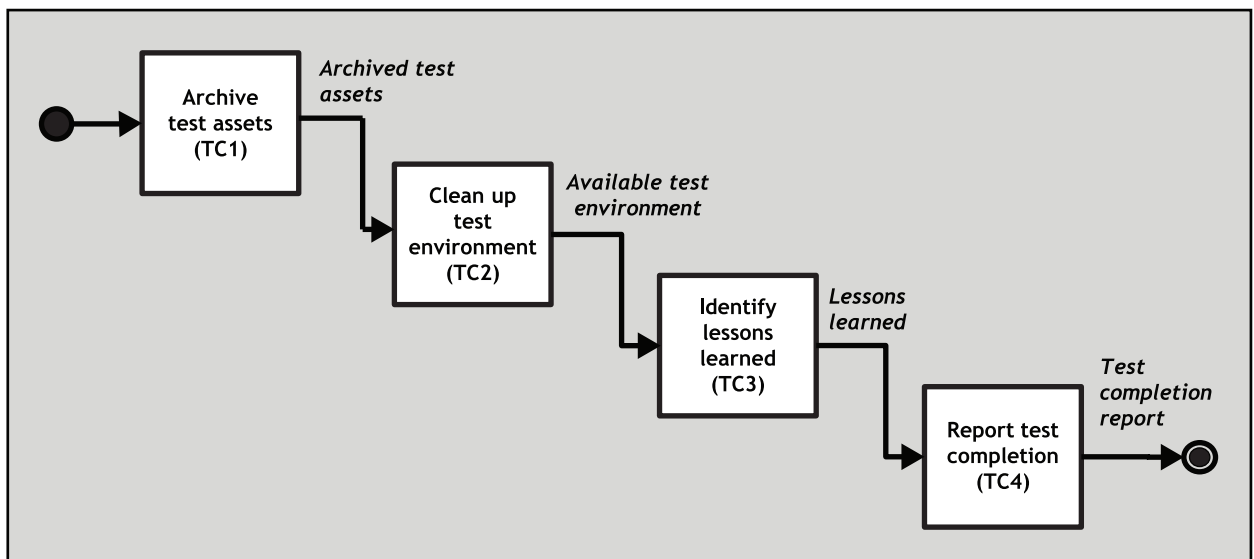 Archive
test assets
(TC1)
Archived test
assets
Clean up
test
environment
(TC2)
Available test
environment
Identify
lessons
learned
(TC3)
Lessons
learned
Report test
completion
(TC4)
Test
completion
report